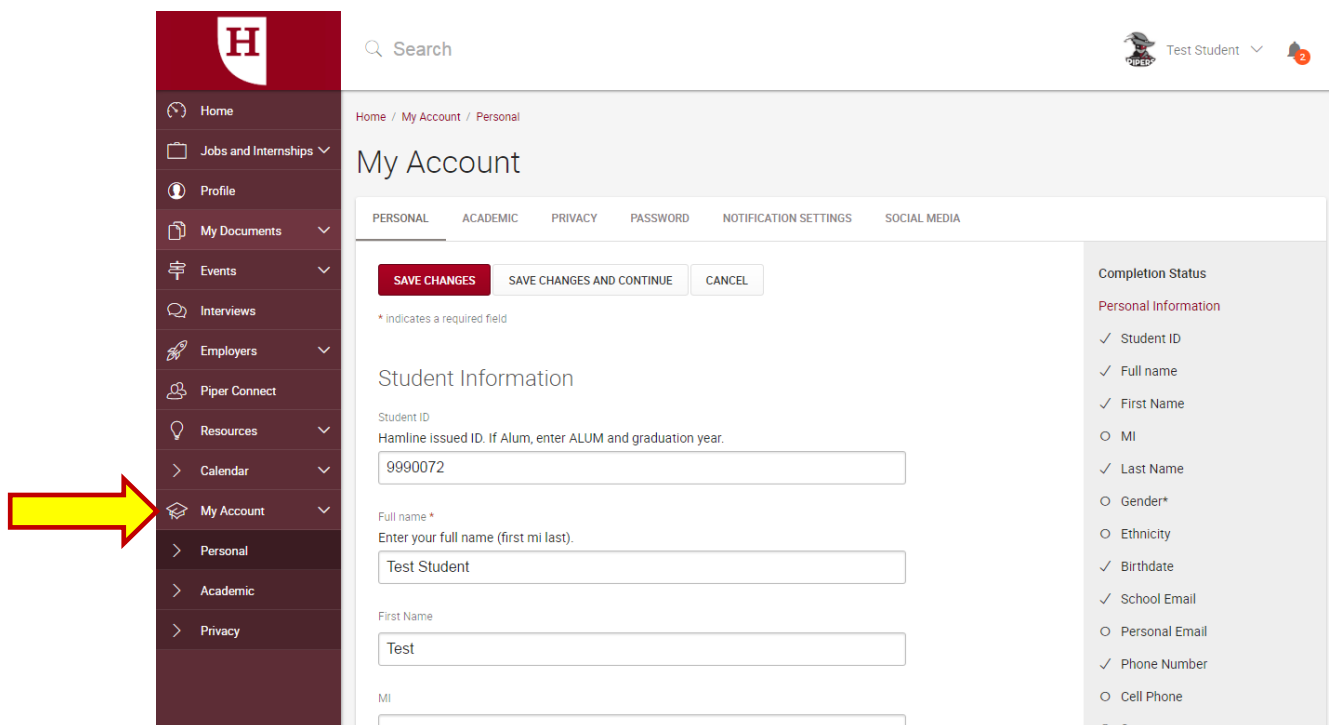 H
Search
PIPERS
Test Student
2
Home
Jobs and Internships
Profile
My Documents
Events
Interviews
Employers
Piper Connect
Resources
Calendar
My Account
Personal
Academic
Privacy
Home / My Account / Personal
My Account
PERSONAL ACADEMIC PRIVACY PASSWORD NOTIFICATION SETTINGS SOCIAL MEDIA
SAVE CHANGES SAVE CHANGES AND CONTINUE CANCEL
* indicates a required field
Student Information
Student ID
Hamline issued ID. If Alum, enter ALUM and graduation year.
9990072
Full name *
Enter your full name (first mi last).
Test Student
First Name
Test
MI
Completion Status
Personal Information
Student ID
Full name
First Name
MI
Last Name
Gender*
Ethnicity
Birthdate
School Email
Personal Email
Phone Number
Cell Phone